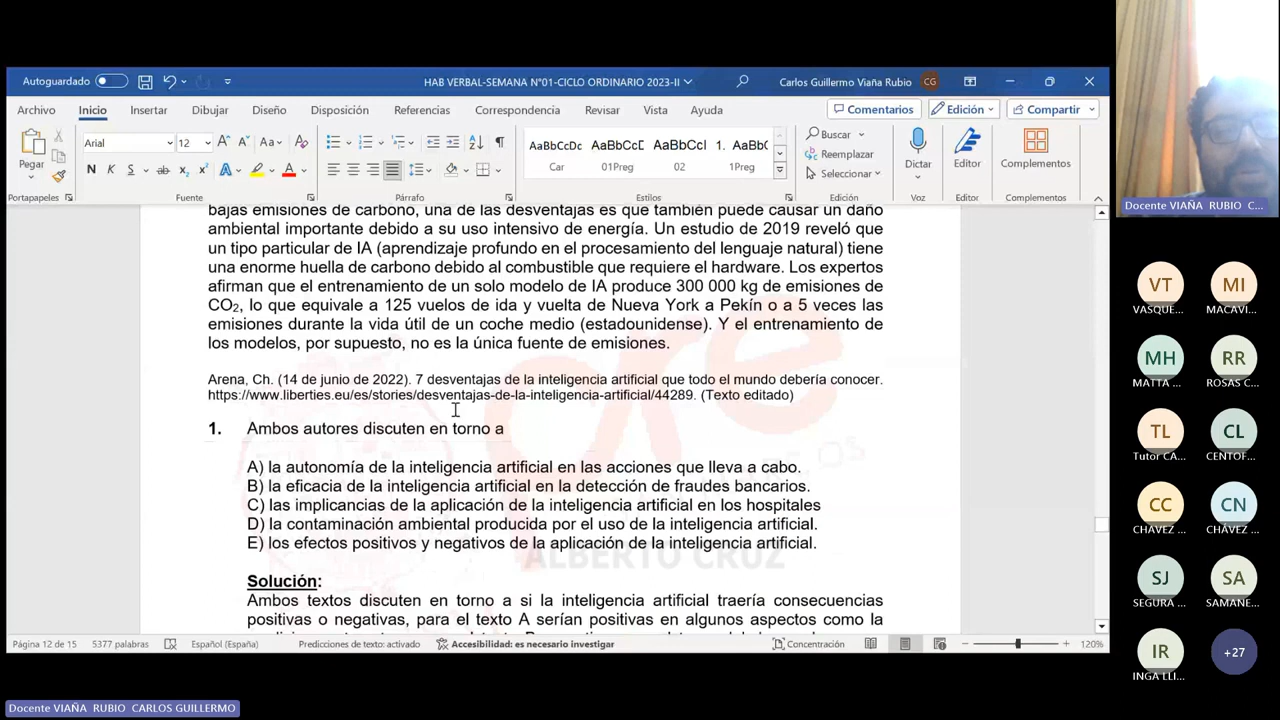 Autoguardado
HAB VERBAL-SEMANA N°01-CICLO ORDINARIO 2023-II
Carlos Guillermo Viaña Rubio
CG
Archivo Inicio Insertar Dibujar Diseño Disposición Referencias Correspondencia Revisar Vista Ayuda
Comentarios
Edición
Compartir
Pegar
Portapapeles
Arial
12
Fuente
Párrafo
AaBbCcDc Car
AaBbCcD 01Preg
AaBbCcI 02
1. AaBb( 1Preg
Estilos
Buscar
Reemplazar
Seleccionar
Edición
Dictar
Voz
Editor
Editor
Complementos
Complementos
bajas emisiones de carbono, una de las desventajas es que también puede causar un daño
ambiental importante debido a su uso intensivo de energía. Un estudio de 2019 reveló que
un tipo particular de IA (aprendizaje profundo en el procesamiento del lenguaje natural) tiene
una enorme huella de carbono debido al combustible que requiere el hardware. Los expertos
afirman que el entrenamiento de un solo modelo de IA produce 300 000 kg de emisiones de
CO₂, lo que equivale a 125 vuelos de ida y vuelta de Nueva York a Pekín o a 5 veces las
emisiones durante la vida útil de un coche medio (estadounidense). Y el entrenamiento de
los modelos, por supuesto, no es la única fuente de emisiones.
Arena, Ch. (14 de junio de 2022). 7 desventajas de la inteligencia artificial que todo el mundo debería conocer.
https://www.liberties.eu/es/stories/desventajas-de-la-inteligencia-artificial/44289. (Texto editado)
1. Ambos autores discuten en torno a
A) la autonomía de la inteligencia artificial en las acciones que lleva a cabo.
B) la eficacia de la inteligencia artificial en la detección de fraudes bancarios.
C) las implicancias de la aplicación de la inteligencia artificial en los hospitales
D) la contaminación ambiental producida por el uso de la inteligencia artificial.
E) los efectos positivos y negativos de la aplicación de la inteligencia artificial.
cre
ALBERTO CRUZ
Solución:
Ambos textos discuten en torno a si la inteligencia artificial traería consecuencias
positivas o negativas, para el texto A serían positivas en algunos aspectos como la
Página 12 de 15
5377 palabras
Español (España)
Predicciones de texto: activado
Accesibilidad: es necesario investigar
Concentración
120%
Docente VIAÑA RUBIO C...
VT
VASQUE...
MI
MACAVI...
MH
MATTA ...
RR
ROSAS C...
TL
Tutor CA...
CL
CENTOF...
CC
CHAVEZ ...
CN
CHÁVEZ ...
SJ
SEGURA ...
SA
SAMANE...
IR
INGA LLI...
+27
Docente VIAÑA RUBIO CARLOS GUILLERMO